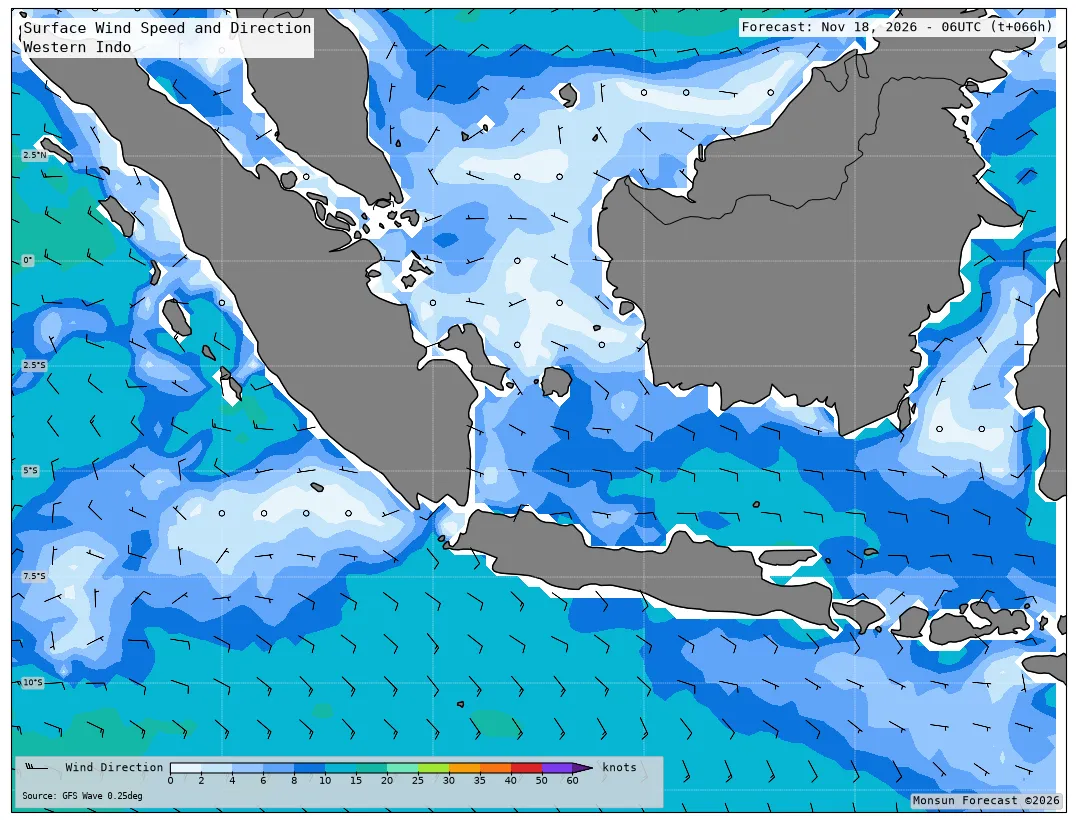 Surface Wind Speed and Direction
Western Indo
Forecast: Nov 18, 2026 - 06UTC (t+066h)
2.5°N
0°
2.5°S
5°S
7.5°S
10°S
Wind Direction
0 2 4 6 8 10 15 20 25 30 35 40 50 60
knots
Source: GFS Wave 0.25deg
Monsun Forecast ©2026